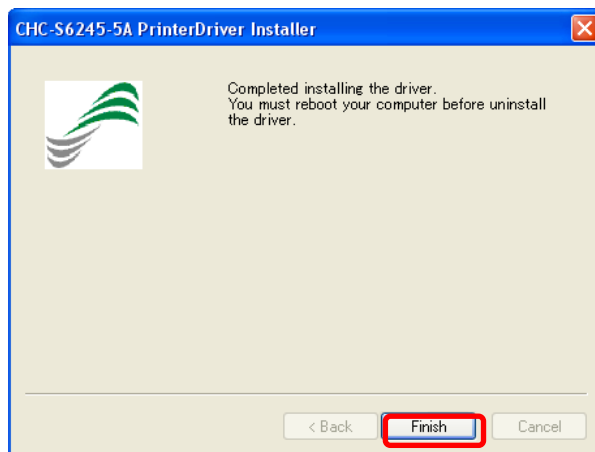 CHC-S6245-5A PrinterDriver Installer
Completed installing the driver.
You must reboot your computer before uninstall
the driver.
< Back Finish Cancel